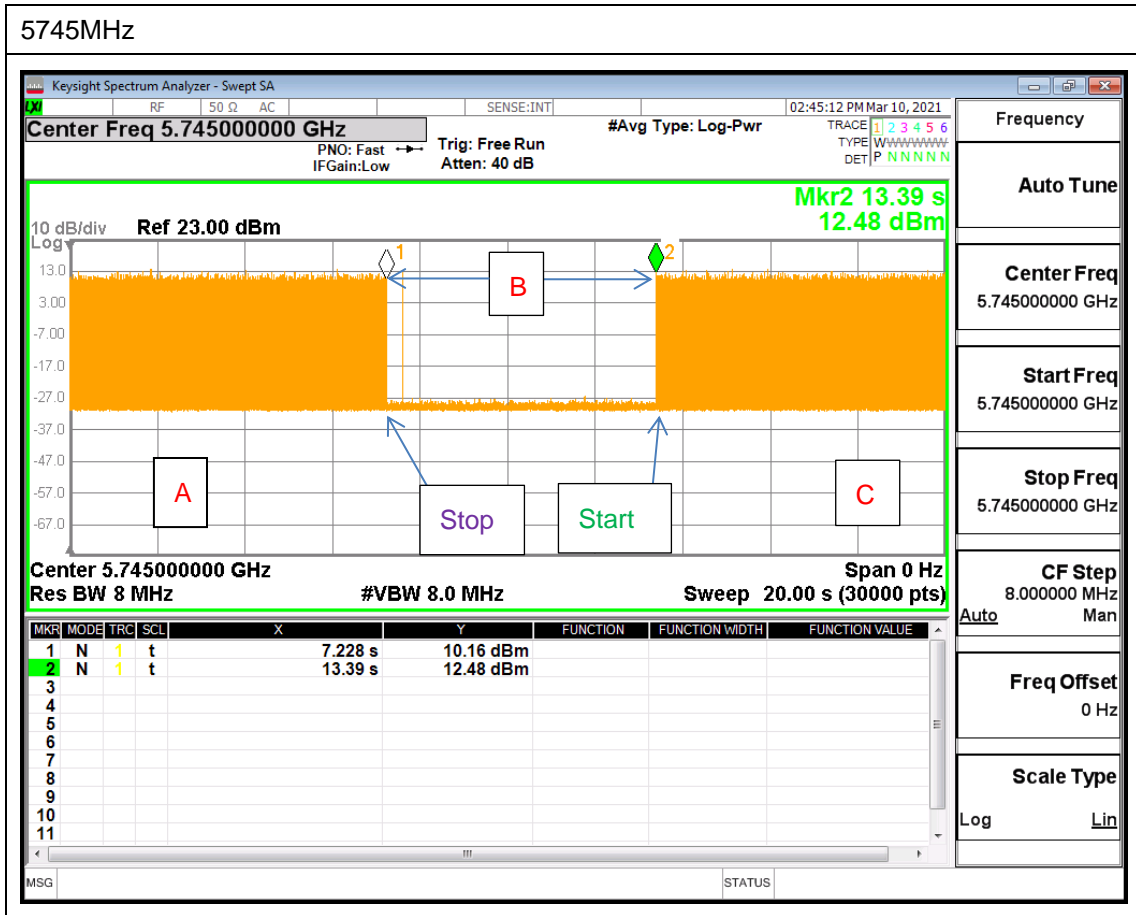 5745MHz
Keysight Spectrum Analyzer - Swept SA
LXI RF 50 Ω AC SENSE:INT 02:45:12 PM Mar 10, 2021
Center Freq 5.745000000 GHz
PNO: Fast
IFGain:Low
Trig: Free Run
Atten: 40 dB
#Avg Type: Log-Pwr
TRACE 1 2 3 4 5 6
TYPE WWWWWW
DET P N N N N N
Mkr2 13.39 s
12.48 dBm
10 dB/div Ref 23.00 dBm
Log
1
2
13.0
3.00
-7.00
-17.0
-27.0
-37.0
-47.0
-57.0
-67.0
B
A
C
Stop
Start
Center 5.745000000 GHz Span 0 Hz
Res BW 8 MHz #VBW 8.0 MHz Sweep 20.00 s (30000 pts)
MKR MODE TRC SCL X Y FUNCTION FUNCTION WIDTH FUNCTION VALUE
1 N 1 t 7.228 s 10.16 dBm
2 N 1 t 13.39 s 12.48 dBm
3
4
5
6
7
8
9
10
11
MSG STATUS
Frequency
Auto Tune
Center Freq
5.745000000 GHz
Start Freq
5.745000000 GHz
Stop Freq
5.745000000 GHz
CF Step
8.000000 MHz
Auto Man
Freq Offset
0 Hz
Scale Type
Log Lin